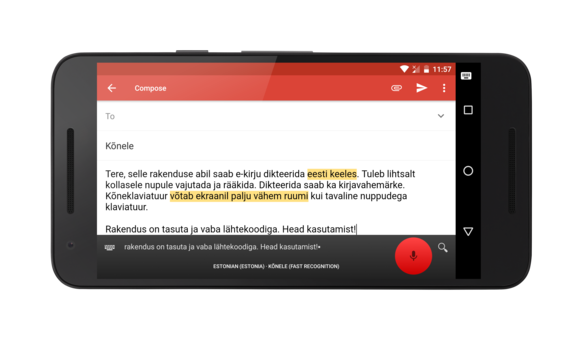 11:57
Compose
To
Kõnele
Tere, selle rakenduse abil saab e-kirju dikteerida eesti keeles. Tuleb lihtsalt
kollasele nupule vajutada ja rääkida. Dikteerida saab ka kirjavahemärke.
Kõneklaviatuur võtab ekraanil palju vähem ruumi kui tavaline nuppudega
klaviatuur.
Rakendus on tasuta ja vaba lähtekoodiga. Head kasutamist!
rakendus on tasuta ja vaba lähtekoodiga. Head kasutamist!•
ESTONIAN (ESTONIA) · KÕNELE (FAST RECOGNITION)